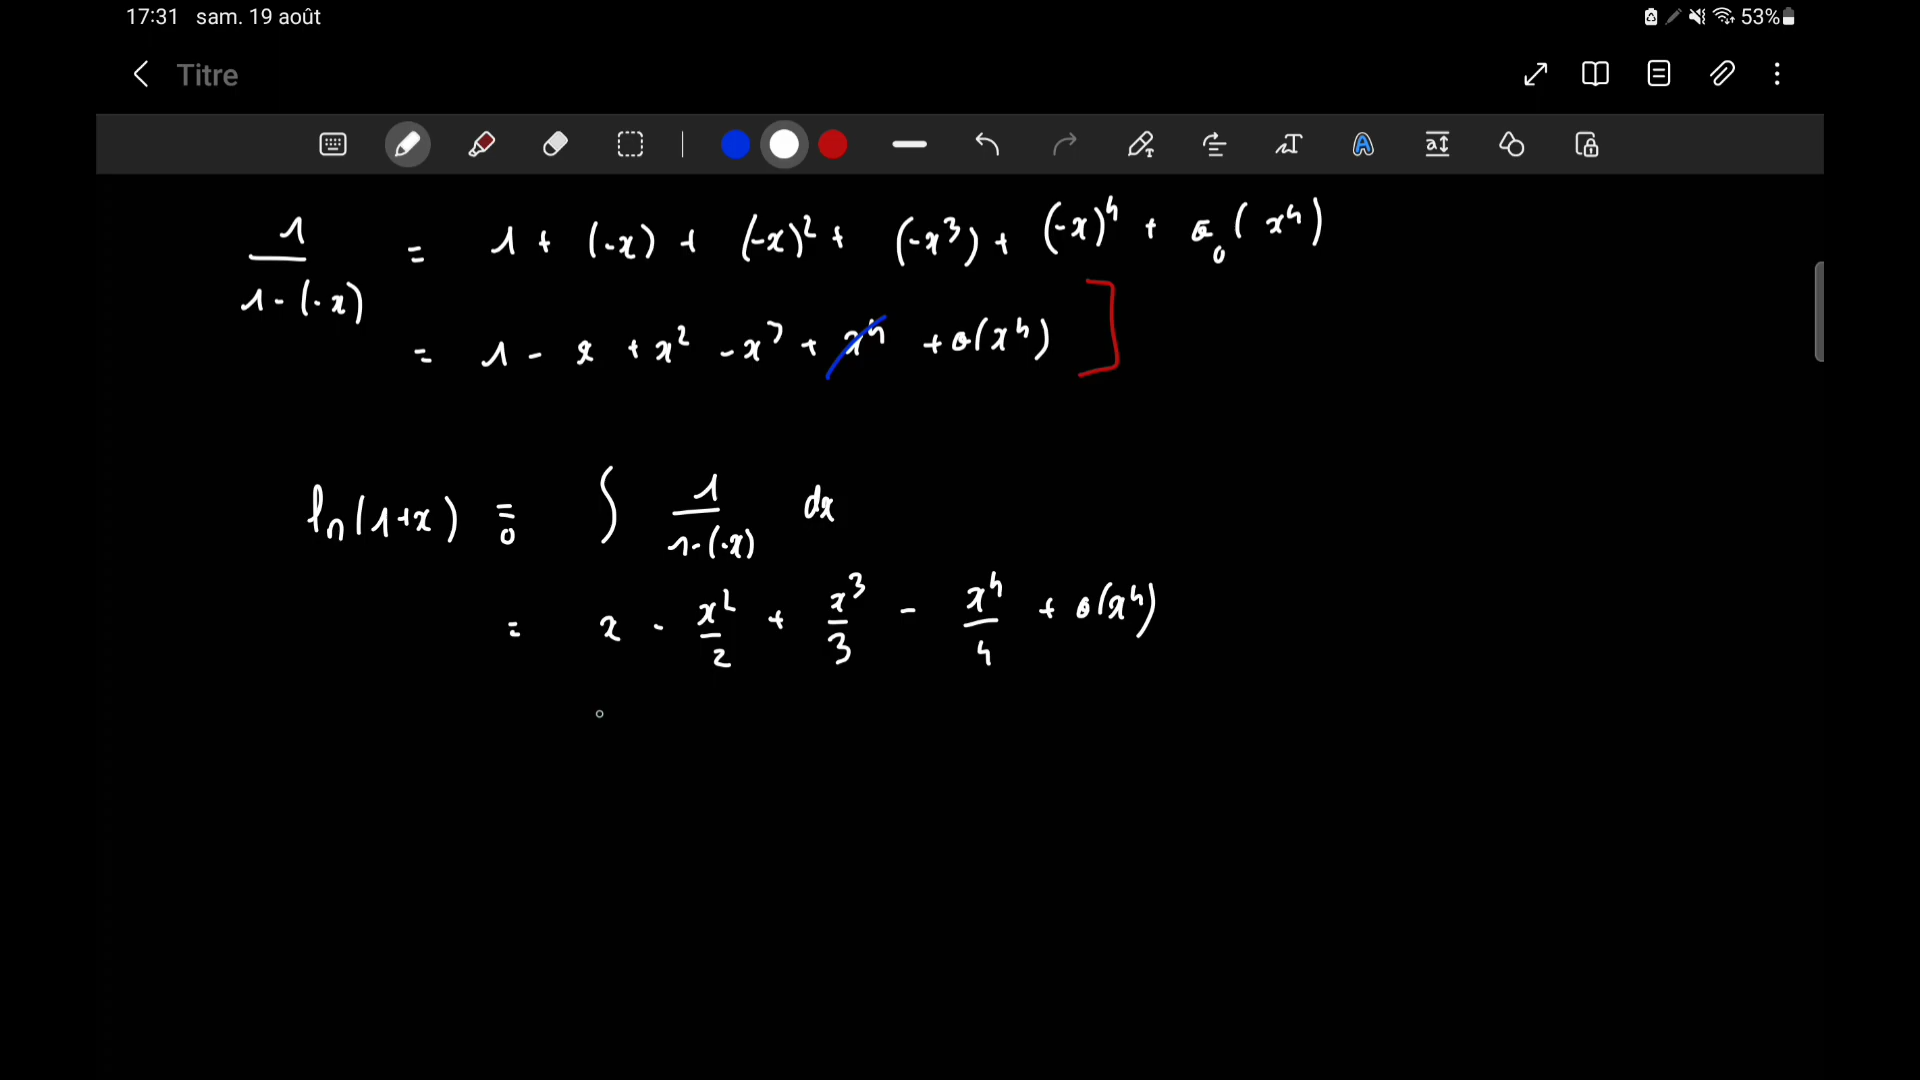 17:31 sam. 19 août 53%
Titre
1/(1-(-x)) = 1 + (-x) + (-x)² + (-x³) + (-x)⁴ + o₀(x⁴)
= 1 - x + x² - x³ + x⁴ + o(x⁴) ]
ln(1+x) =₀ ∫ 1/(1-(-x)) dx
= x - x²/2 + x³/3 - x⁴/4 + o(x⁴)